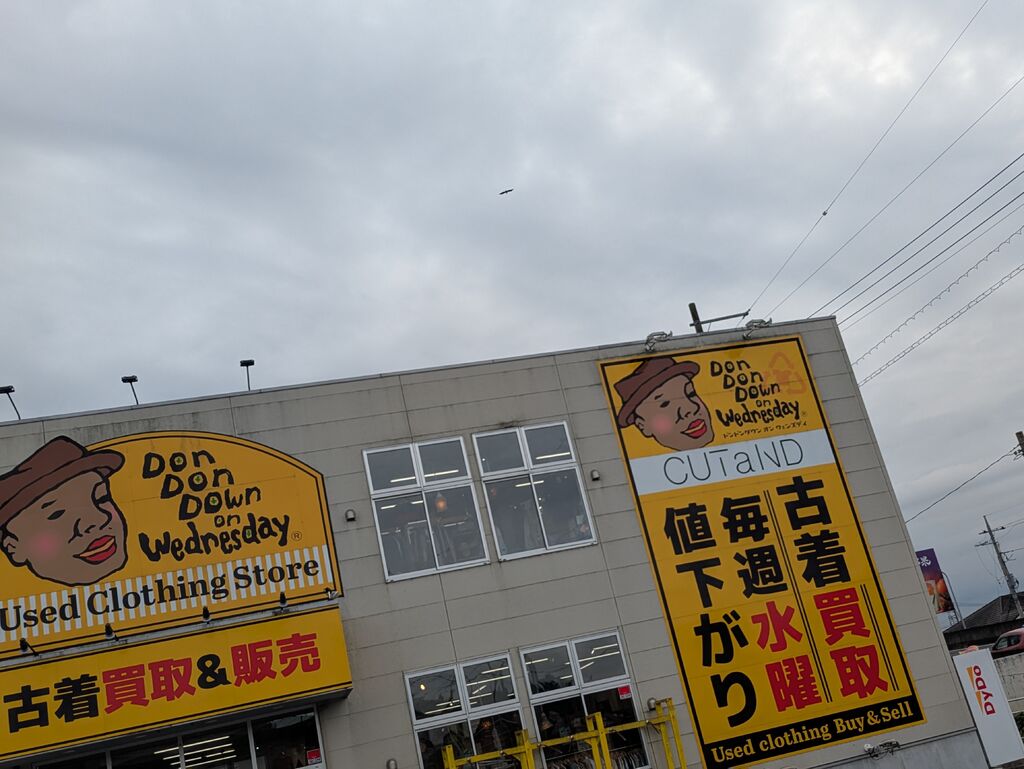 Don
Don
Down
on
Wednesday®
Used Clothing Store
古着買取&販売
Don
Don
Down
on
Wednesday®
ドンドンダウン オン ウェンズデイ
CUTaND
古着買取
毎週水曜
値下がり
Used clothing Buy & Sell
DyDo